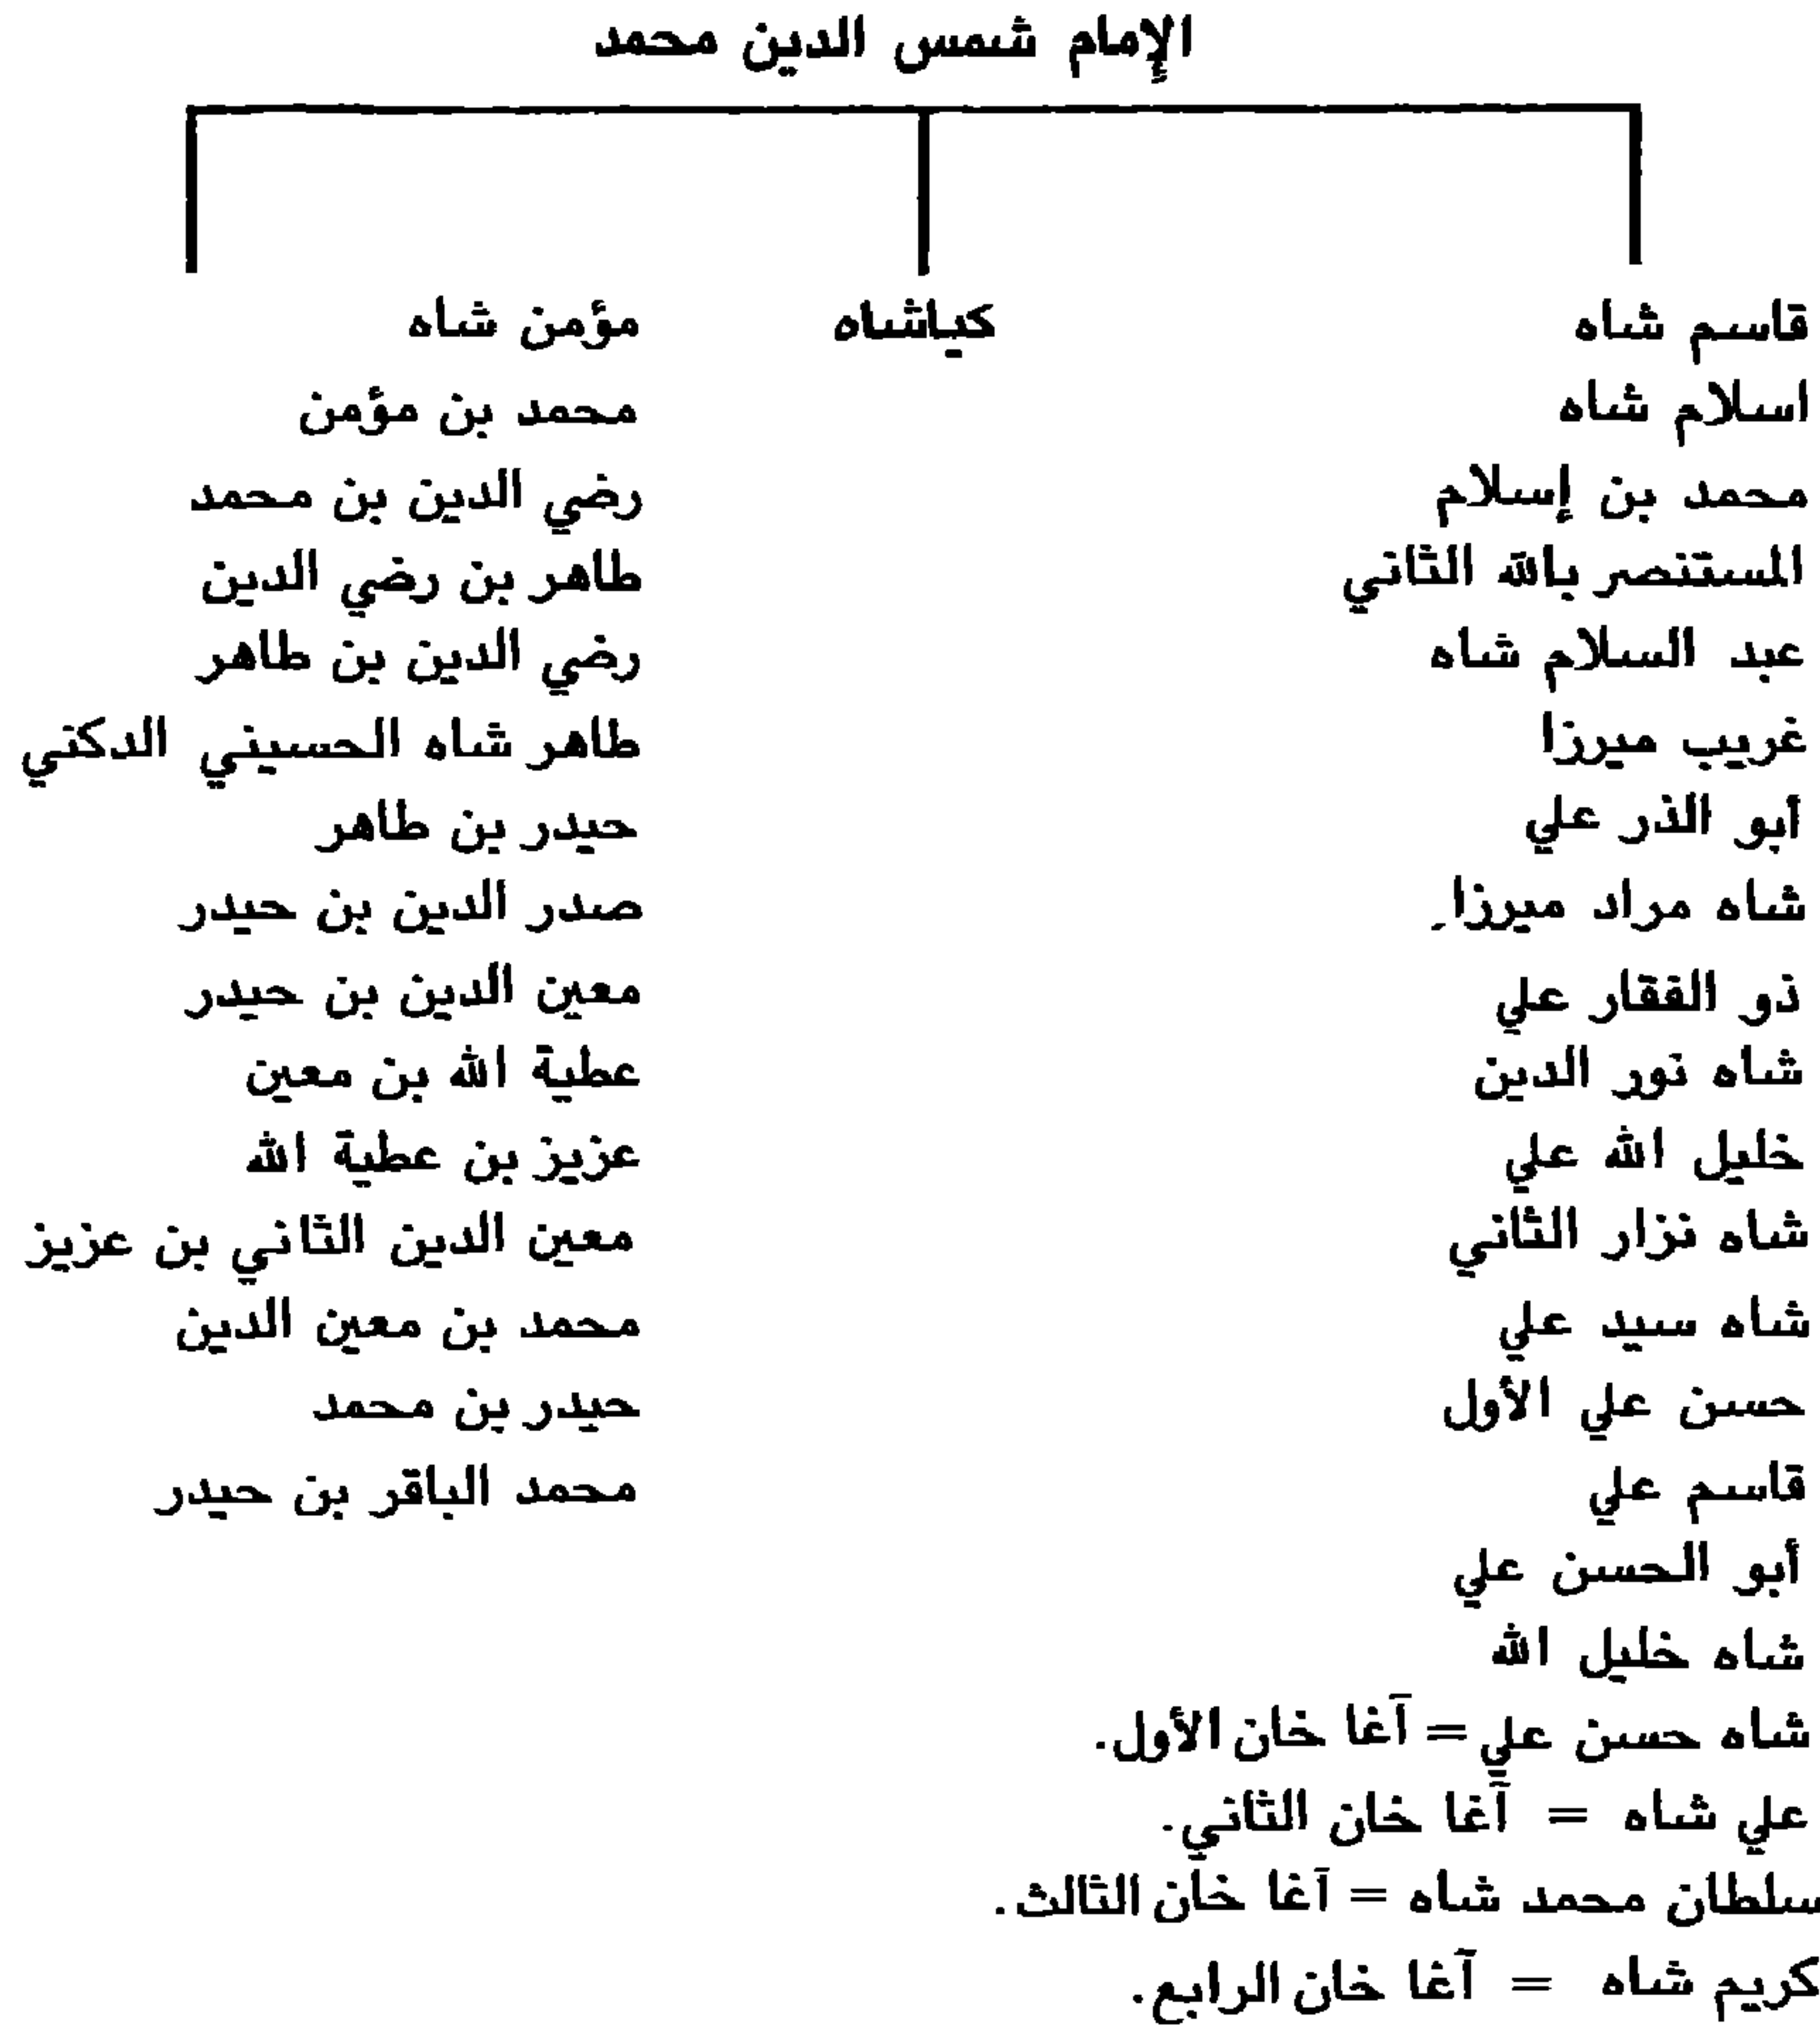 الإمام شمس الدين محمد
قاسم شاه
اسلام شاه
محمد بن إسلام
المستنصر بالله الثاني
عبد السلام شاه
غريب ميرزا
أبو الذر علي
شاه مراد ميرزا
ذو الفقار علي
شاه نور الدين
خليل الله علي
شاه نزار الثاني
شاه سيد علي
حسن علي الأول
قاسم علي
أبو الحسن علي
شاه خليل الله
شاه حسن علي = آغا خان الأول.
علي شاه = آغا خان الثاني.
سلطان محمد شاه = آغا خان الثالث.
كريم شاه = آغا خان الرابع.
كياشاه
مؤمن شاه
محمد بن مؤمن
رضي الدين بن محمد
طاهر بن رضي الدين
رضي الدين بن طاهر
طاهر شاه الحسيني الدكتي
حيدر بن طاهر
صدر الدين بن حيدر
معين الدين بن حيدر
عطية الله بن معين
عزيز بن عطية الله
معين الدين الثاني بن عزيز
محمد بن معين الدين
حيدر بن محمد
محمد الباقر بن حيدر